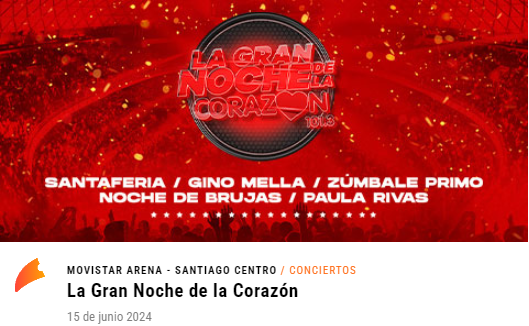 LA GRAN
NOCHE DE LA
CORAZON
101.3
SANTAFERIA / GINO MELLA / ZÚMBALE PRIMO
NOCHE DE BRUJAS / PAULA RIVAS
MOVISTAR ARENA - SANTIAGO CENTRO / CONCIERTOS
La Gran Noche de la Corazón
15 de junio 2024